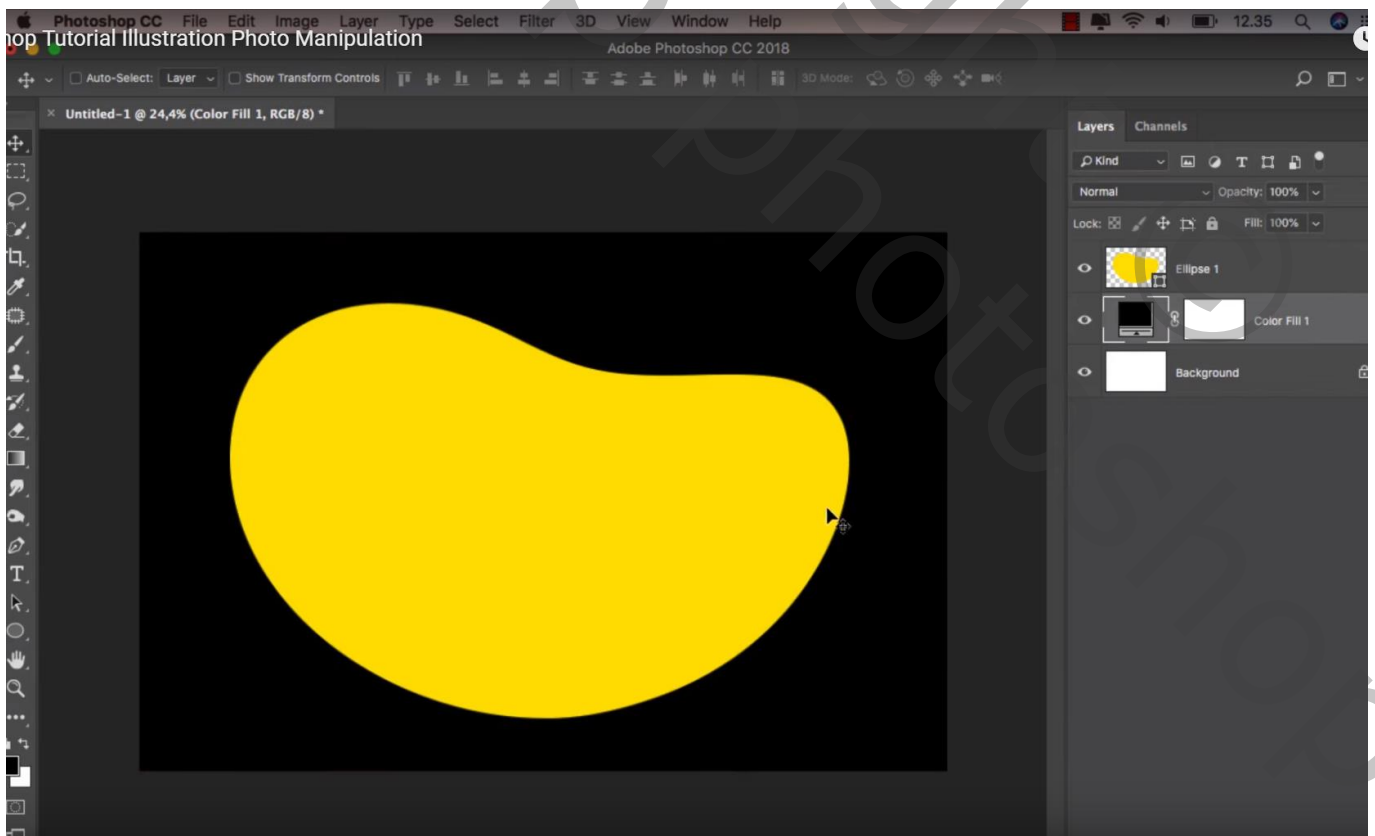 Photoshop CC File Edit Image Layer Type Select Filter 3D View Window Help 12.35
Tutorial Illustration Photo Manipulation
Adobe Photoshop CC 2018
Auto-Select: Layer Show Transform Controls 3D Mode:
× Untitled-1 @ 24,4% (Color Fill 1, RGB/8) *
Layers Channels
Kind
Normal Opacity: 100%
Lock: Fill: 100%
Ellipse 1
Color Fill 1
Background
photoshop